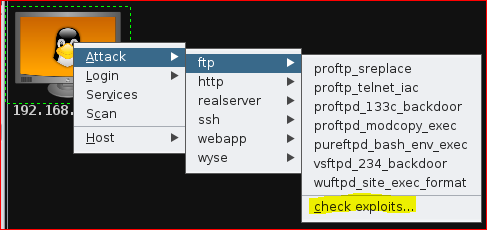 192.168.
Attack
Login
Services
Scan
Host
ftp
http
realserver
ssh
webapp
wyse
proftp_sreplace
proftp_telnet_iac
proftpd_133c_backdoor
proftpd_modcopy_exec
pureftpd_bash_env_exec
vsftpd_234_backdoor
wuftpd_site_exec_format
check exploits...